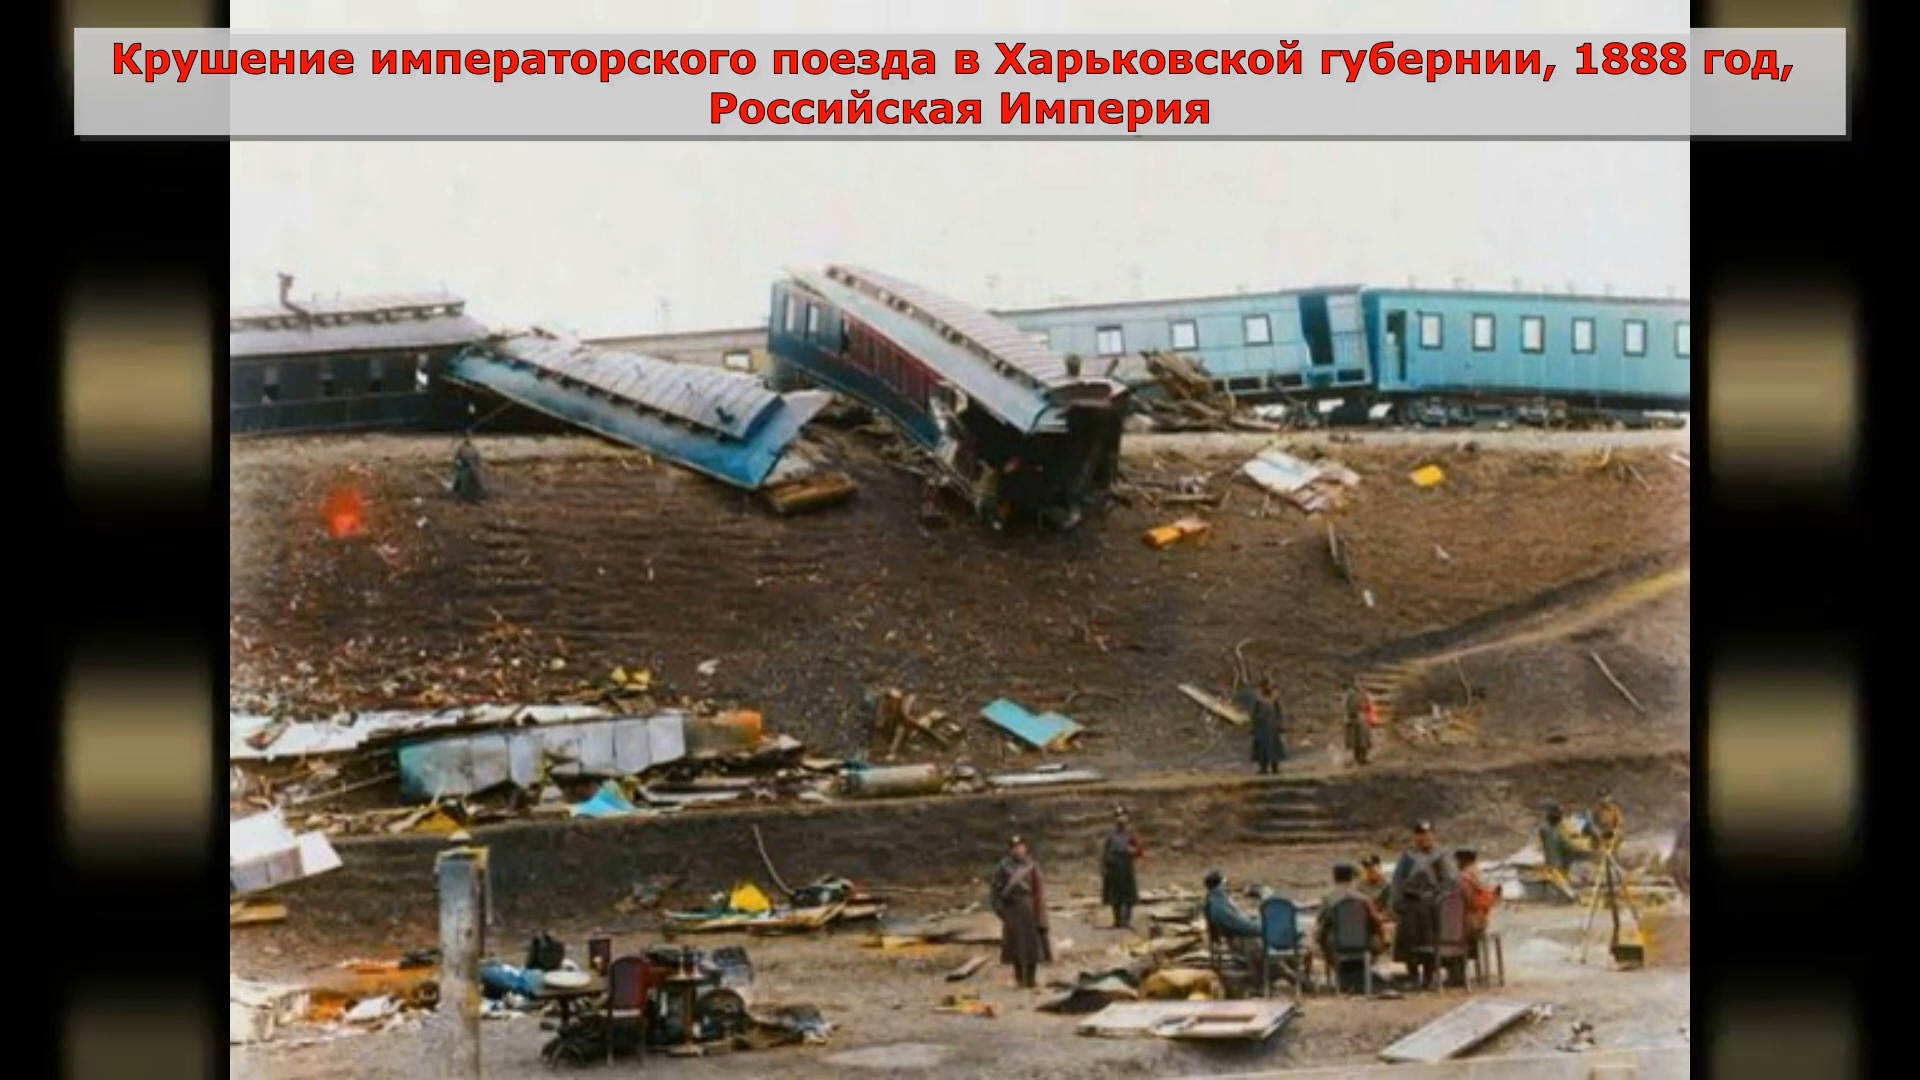 Крушение императорского поезда в Харьковской губернии, 1888 год,
Российская Империя